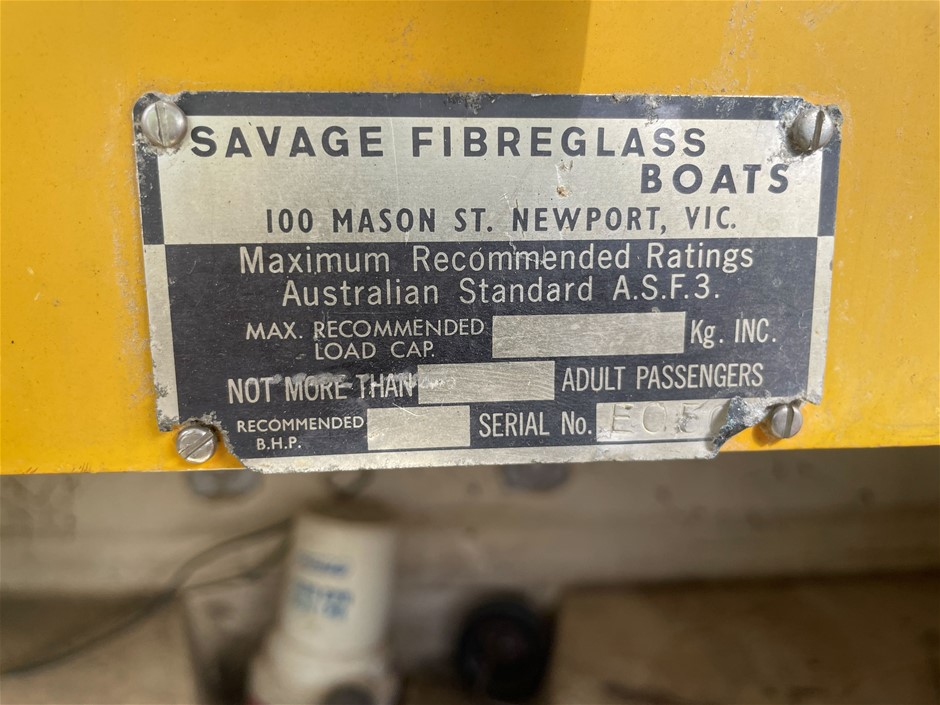 SAVAGE FIBREGLASS
BOATS
100 MASON ST. NEWPORT, VIC.
Maximum Recommended Ratings
Australian Standard A.S.F.3.
MAX. RECOMMENDED
LOAD CAP. Kg. INC.
NOT MORE THAN ADULT PASSENGERS
RECOMMENDED
B.H.P. SERIAL No.